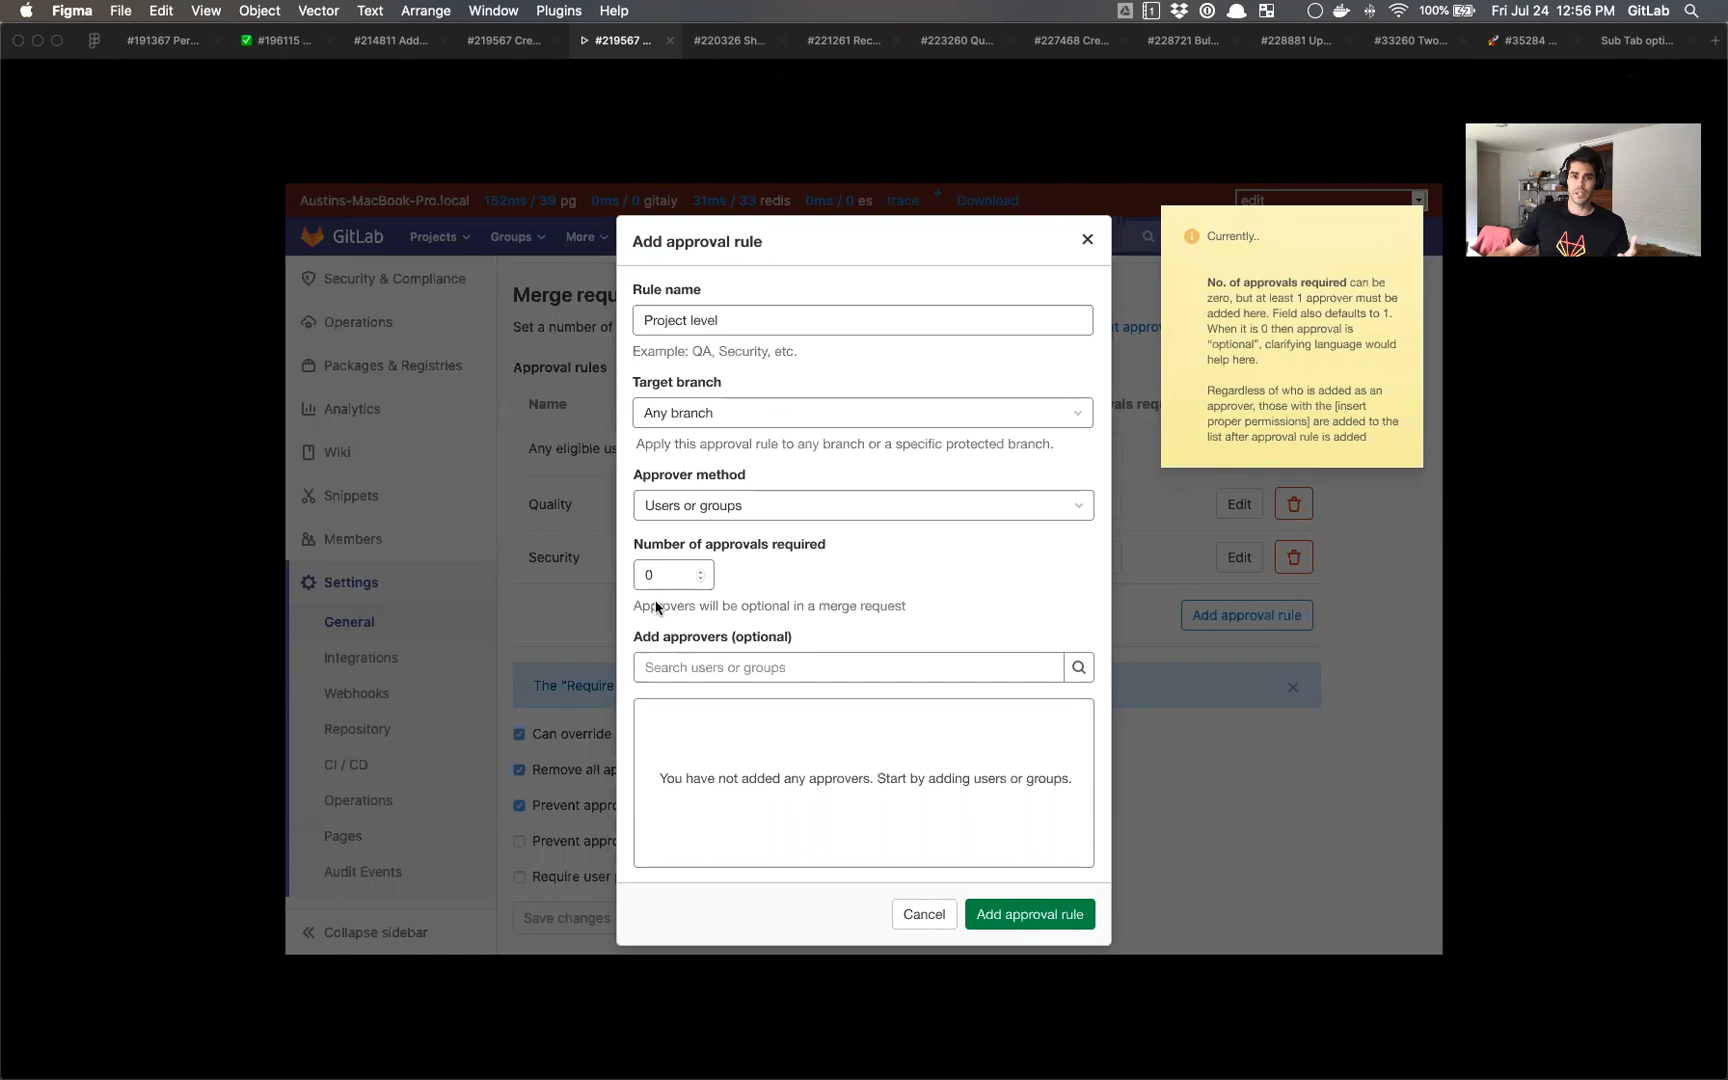 Figma File Edit View Object Vector Text Arrange Window Plugins Help 100% Fri Jul 24 12:56 PM GitLab
#191367 Per... #196115 ... #214811 Add... #219567 Cre... #219567 ... #220326 Sh... #221261 Rec... #223260 Qu... #227468 Cre... #228721 Bul... #228881 Up... #33260 Two... #35284 ... Sub Tab opti...
Austins-MacBook-Pro.local 152ms / 39 pg 0ms / 0 gitaly 31ms / 33 redis 0ms / 0 es trace Download edit
GitLab Projects Groups More
Security & Compliance
Operations
Packages & Registries
Analytics
Wiki
Snippets
Members
Settings
General
Integrations
Webhooks
Repository
CI / CD
Operations
Pages
Audit Events
Collapse sidebar
Merge requ
Set a number of
t approv
Approval rules
Name
als requ
Any eligible us
Quality
Edit
Security
Edit
Add approval rule
The "Require
Can override
Remove all ap
Prevent appro
Prevent appro
Require user
Save changes
Add approval rule
Rule name
Project level
Example: QA, Security, etc.
Target branch
Any branch
Apply this approval rule to any branch or a specific protected branch.
Approver method
Users or groups
Number of approvals required
0
Approvers will be optional in a merge request
Add approvers (optional)
Search users or groups
You have not added any approvers. Start by adding users or groups.
Cancel
Add approval rule
Currently..
No. of approvals required can be
zero, but at least 1 approver must be
added here. Field also defaults to 1.
When it is 0 then approval is
“optional”, clarifying language would
help here.
Regardless of who is added as an
approver, those with the [insert
proper permissions] are added to the
list after approval rule is added